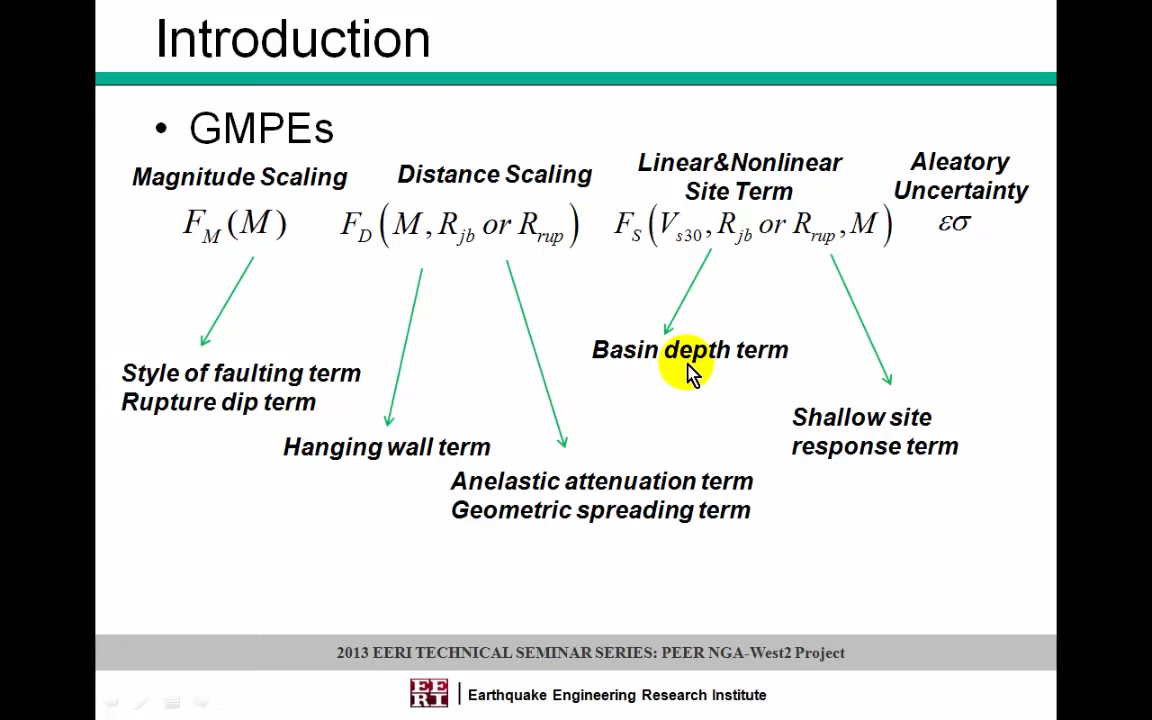 Introduction
• GMPEs
Magnitude Scaling
Distance Scaling
Linear&Nonlinear
Site Term
Aleatory
Uncertainty
F_M (M)
F_D (M, R_jb or R_rup)
F_S (V_s30, R_jb or R_rup, M)
εσ
Style of faulting term
Rupture dip term
Hanging wall term
Anelastic attenuation term
Geometric spreading term
Basin depth term
Shallow site
response term
2013 EERI TECHNICAL SEMINAR SERIES: PEER NGA-West2 Project
EE
RI
Earthquake Engineering Research Institute